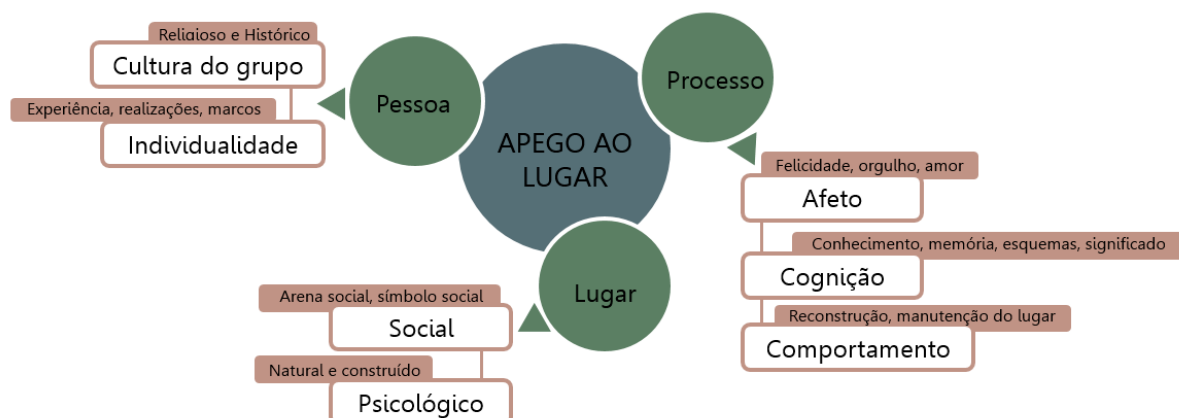 Religioso e Histórico
Cultura do grupo
Experiência, realizações, marcos
Individualidade
Pessoa
APEGO AO
LUGAR
Processo
Felicidade, orgulho, amor
Afeto
Conhecimento, memória, esquemas, significado
Cognição
Reconstrução, manutenção do lugar
Comportamento
Lugar
Arena social, símbolo social
Social
Natural e construído
Psicológico